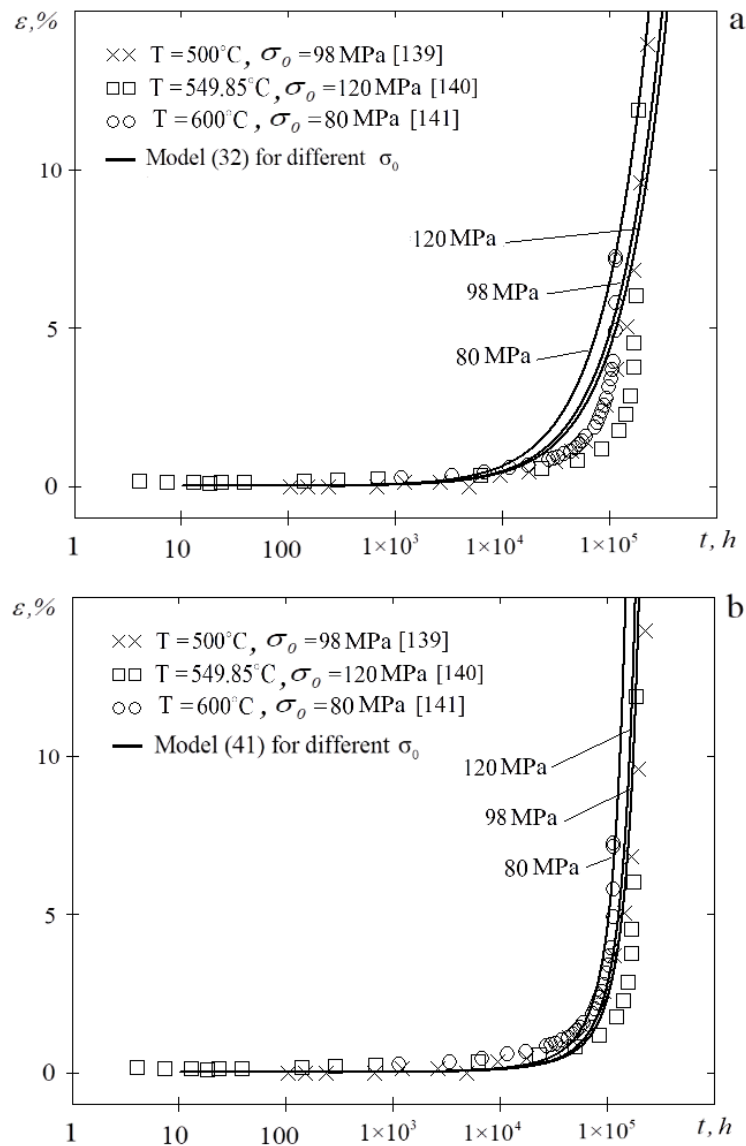 a
ε,%
×× T = 500°C, σ₀ = 98 MPa [139]
□□ T = 549.85°C, σ₀ = 120 MPa [140]
○○ T = 600°C, σ₀ = 80 MPa [141]
— Model (32) for different σ₀
10
120 MPa
98 MPa
80 MPa
5
0
1 10 100 1×10³ 1×10⁴ 1×10⁵ t, h
b
ε,%
×× T = 500°C, σ₀ = 98 MPa [139]
□□ T = 549.85°C, σ₀ = 120 MPa [140]
○○ T = 600°C, σ₀ = 80 MPa [141]
— Model (41) for different σ₀
10
120 MPa
98 MPa
80 MPa
5
0
1 10 100 1×10³ 1×10⁴ 1×10⁵ t, h